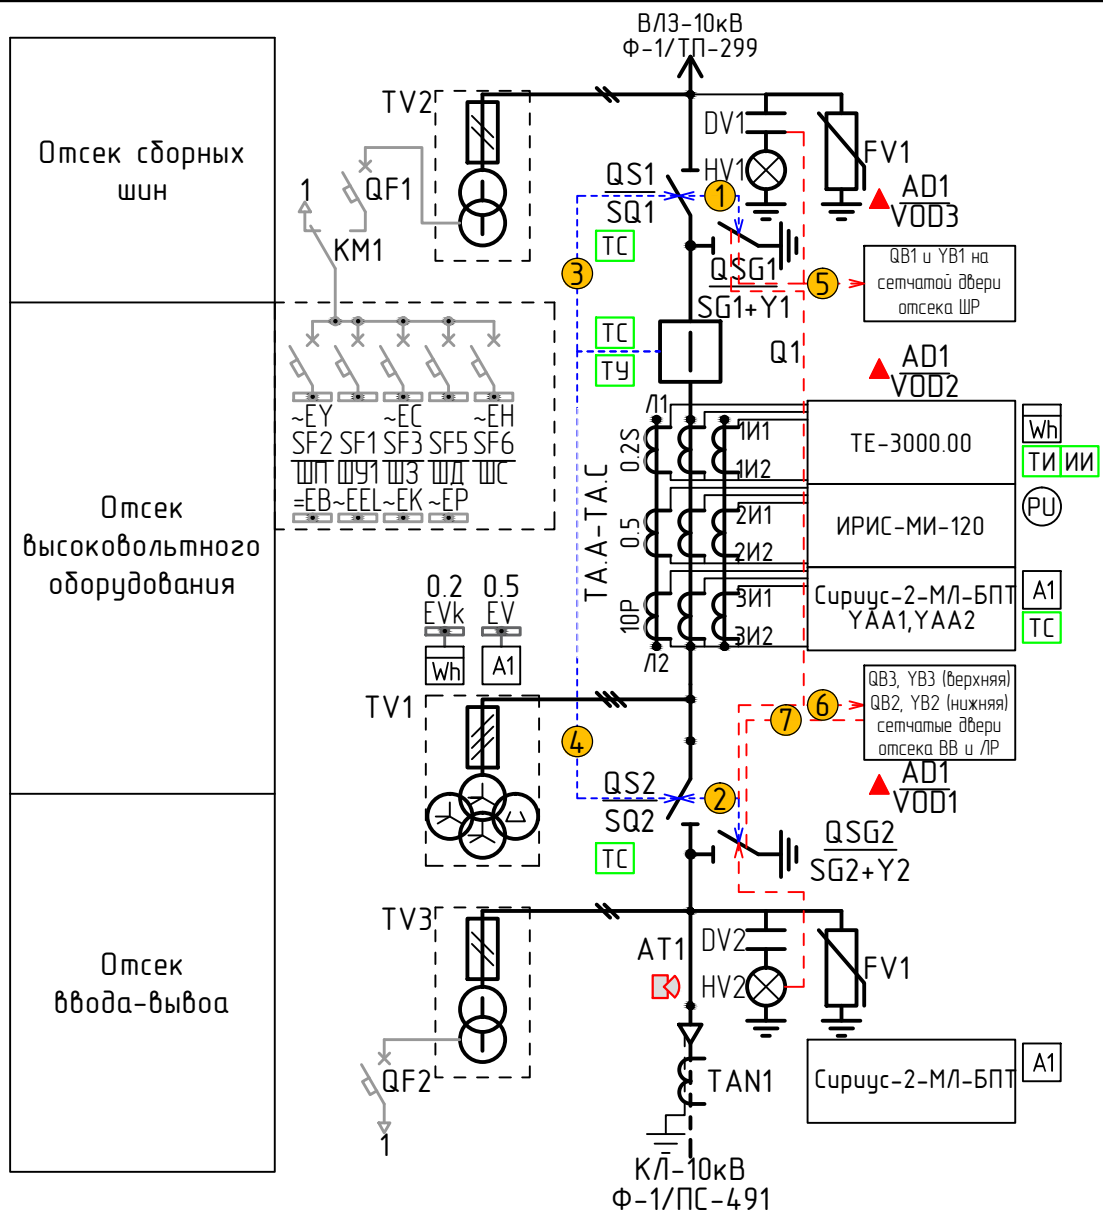 ВЛЗ-10кВ
Ф-1/ТП-299
Отсек сборных
шин
TV2
QF1
1
KM1
QS1
SQ1
ТС
DV1
HV1
FV1
1
AD1
VOD3
3
QSG1
SG1+Y1
5
QB1 и YB1 на
сетчатой двери
отсека ШР
ТС
ТУ
Q1
AD1
VOD2
Отсек
высоковольтного
оборудования
~EY
~EC
~EH
SF2
SF1
SF3
SF5
SF6
ШП
ШУ1
ШЗ
ШД
ШС
=EB
~EEL
~EK
~EP
TA.A-TA.C
Л1
0.2S
1И1
1И2
TE-3000.00
Wh
ТИ
ИИ
0.5
2И1
2И2
ИРИС-МИ-120
PU
10P
3И1
3И2
Сириус-2-МЛ-БПТ
YAA1,YAA2
A1
ТС
Л2
0.2
0.5
EVk
EV
Wh
A1
TV1
4
6
7
QB3, YB3 (верхняя)
QB2, YB2 (нижняя)
сетчатые двери
отсека ВВ и ЛР
AD1
VOD1
QS2
SQ2
2
ТС
QSG2
SG2+Y2
Отсек
ввода-вывоа
TV3
QF2
1
AT1
DV2
HV2
FV1
TAN1
Сириус-2-МЛ-БПТ
A1
КЛ-10кВ
Ф-1/ПС-491